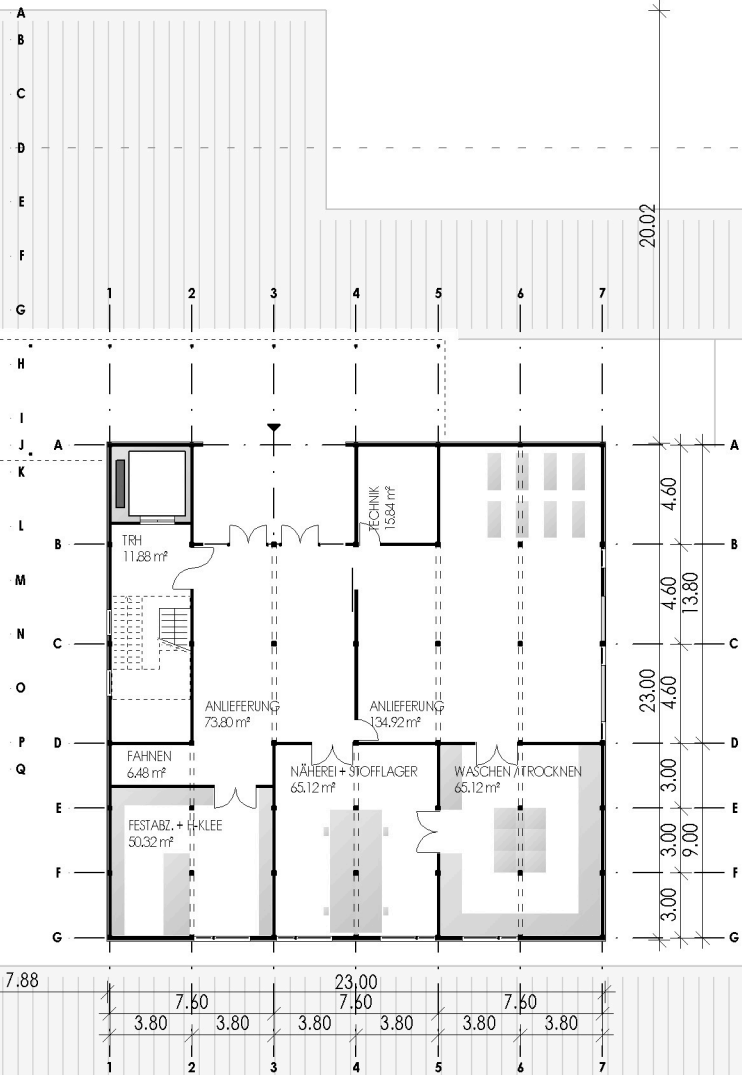 A
B
C
D
E
F
G
H
I
J
K
L
M
N
O
P
Q
20.02
1 2 3 4 5 6 7
A A
B B
C C
D D
E E
F F
G G
TECHNIK
15.84 m²
TRH
11.88 m²
ANLIEFERUNG
73.80 m²
ANLIEFERUNG
134.92 m²
FAHNEN
6.48 m²
NÄHEREI + STOFFLAGER
65.12 m²
WASCHEN / TROCKNEN
65.12 m²
FESTABZ. + H-KLEE
50.32 m²
4.60
4.60
4.60
3.00
3.00
3.00
13.80
9.00
23.00
7.88
23.00
7.60 7.60 7.60
3.80 3.80 3.80 3.80 3.80 3.80
1 2 3 4 5 6 7